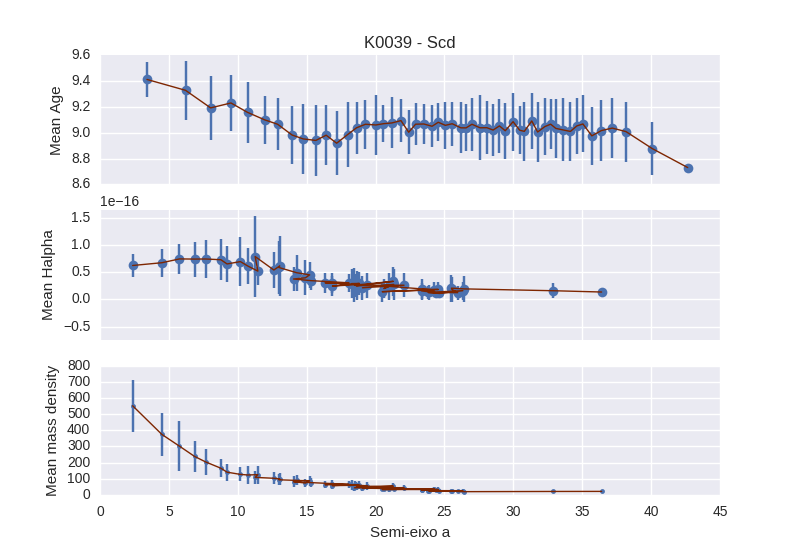 K0039 - Scd
9.6
9.4
9.2
9.0
8.8
8.6
Mean Age
1e−16
1.5
1.0
0.5
0.0
−0.5
Mean Halpha
800
700
600
500
400
300
200
100
0
Mean mass density
0 5 10 15 20 25 30 35 40 45
Semi-eixo a